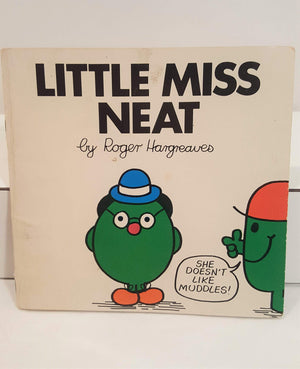 LITTLE MISS
NEAT
by Roger Hargreaves
SHE
DOESN'T
LIKE
MUDDLES!